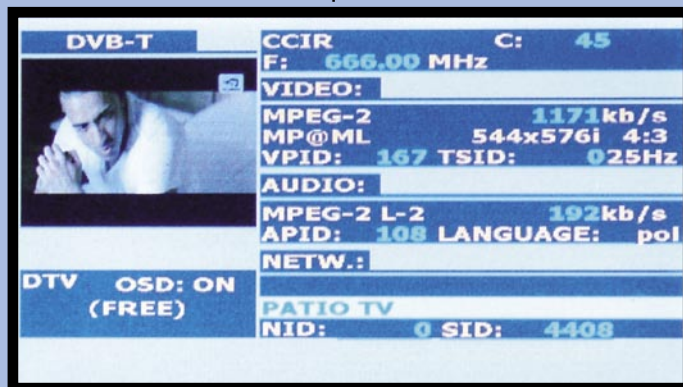 DVB-T
CCIR C: 45
F: 666.00 MHz
VIDEO:
MPEG-2 1171kb/s
MP@ML 544x576i 4:3
VPID: 167 TSID: 025Hz
AUDIO:
MPEG-2 L-2 192kb/s
APID: 108 LANGUAGE: pol
NETW.:
PATIO TV
NID: 0 SID: 4408
DTV OSD: ON
(FREE)